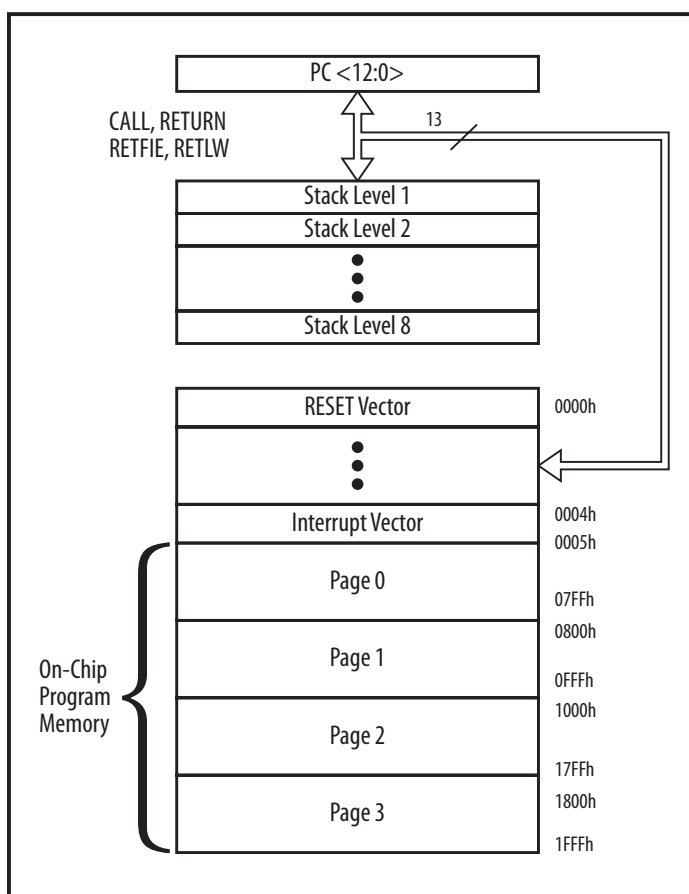 PC <12:0>
CALL, RETURN
RETFIE, RETLW
13
Stack Level 1
Stack Level 2
Stack Level 8
RESET Vector
0000h
Interrupt Vector
0004h
0005h
Page 0
07FFh
0800h
Page 1
0FFFh
On-Chip
Program
Memory
1000h
Page 2
17FFh
1800h
Page 3
1FFFh